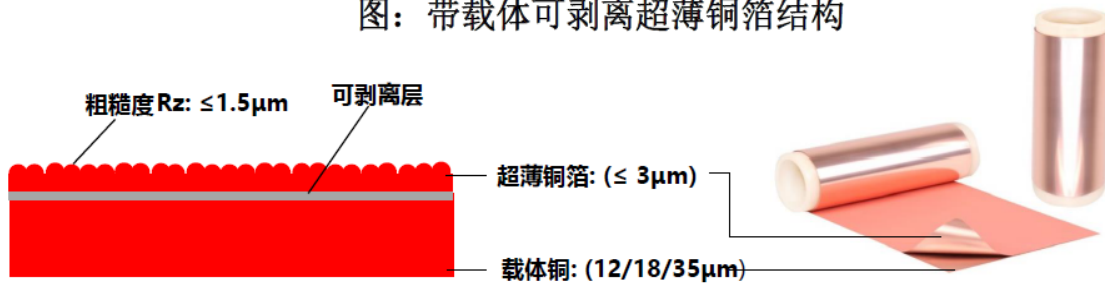 图：带载体可剥离超薄铜箔结构
粗糙度Rz: ≤1.5μm
可剥离层
超薄铜箔: (≤ 3μm)
载体铜: (12/18/35μm)